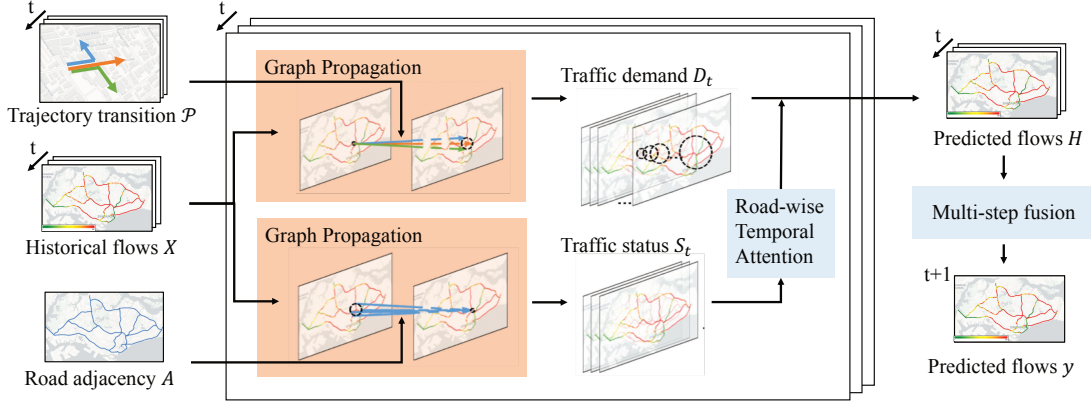 t
Trajectory transition 𝒫
t
Historical flows X
Road adjacency A
t
Graph Propagation
Graph Propagation
Traffic demand D_t
...
...
Traffic status S_t
Road-wise
Temporal
Attention
t
Predicted flows H
Multi-step fusion
t+1
Predicted flows y